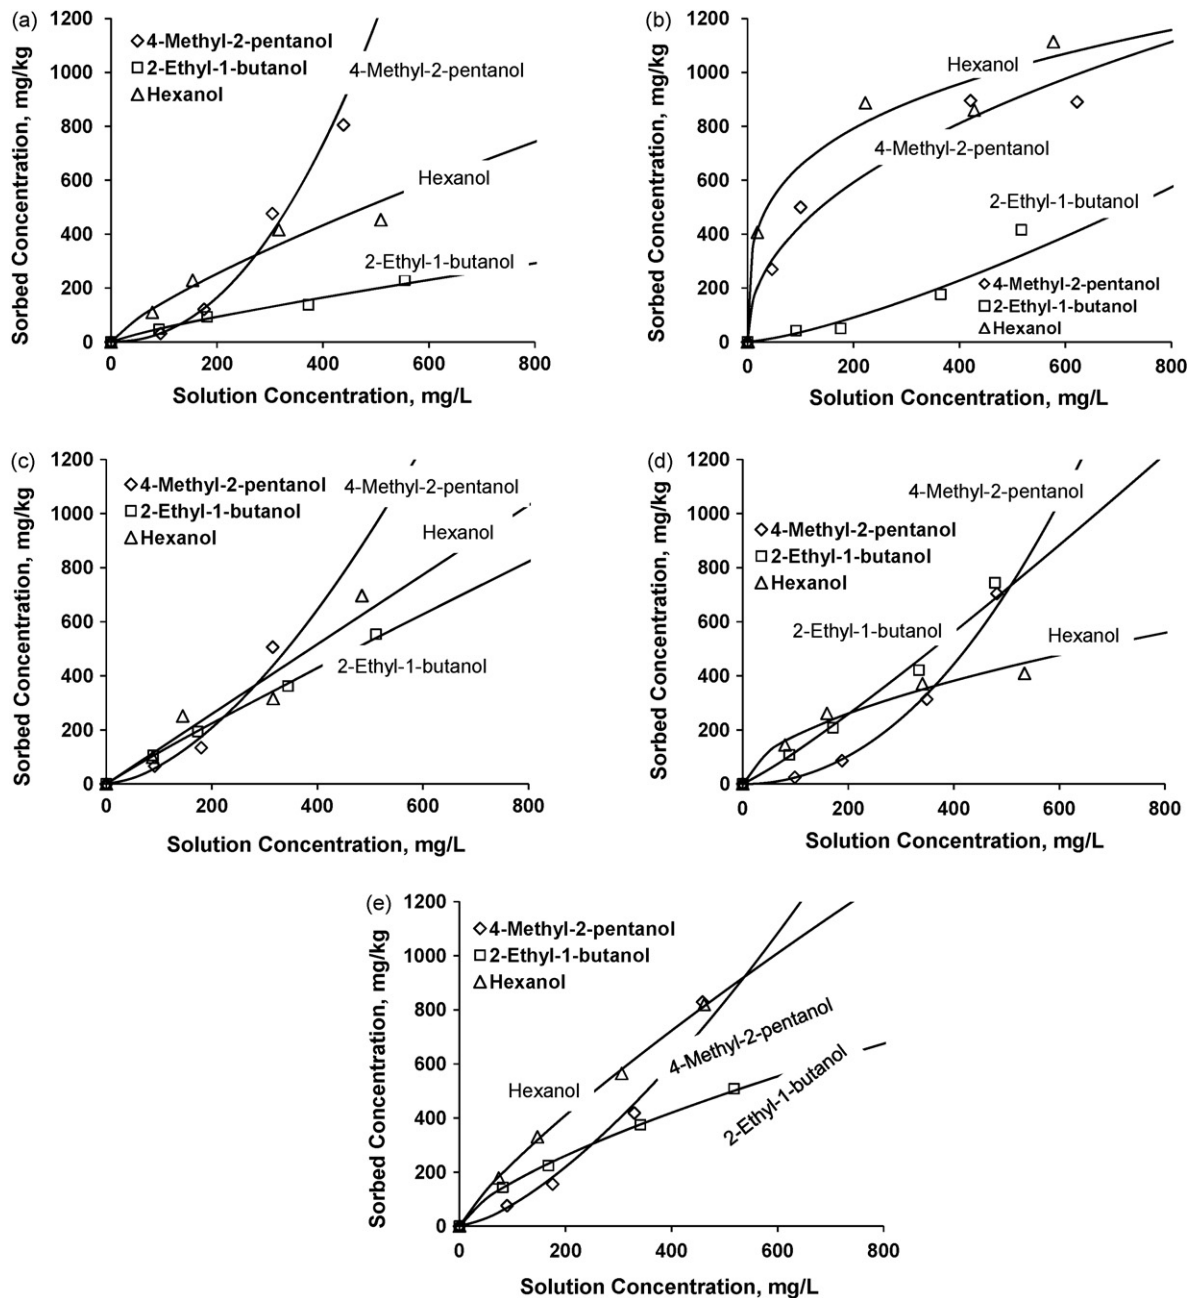 (a)
1200
1000
800
600
400
200
0
Sorbed Concentration, mg/kg
4-Methyl-2-pentanol
2-Ethyl-1-butanol
Hexanol
4-Methyl-2-pentanol
Hexanol
2-Ethyl-1-butanol
0 200 400 600 800
Solution Concentration, mg/L
(b)
1200
1000
800
600
400
200
0
Sorbed Concentration, mg/kg
Hexanol
4-Methyl-2-pentanol
2-Ethyl-1-butanol
4-Methyl-2-pentanol
2-Ethyl-1-butanol
Hexanol
0 200 400 600 800
Solution Concentration, mg/L
(c)
1200
1000
800
600
400
200
0
Sorbed Concentration, mg/kg
4-Methyl-2-pentanol
2-Ethyl-1-butanol
Hexanol
4-Methyl-2-pentanol
Hexanol
2-Ethyl-1-butanol
0 200 400 600 800
Solution Concentration, mg/L
(d)
1200
1000
800
600
400
200
0
Sorbed Concentration, mg/kg
4-Methyl-2-pentanol
4-Methyl-2-pentanol
2-Ethyl-1-butanol
Hexanol
2-Ethyl-1-butanol
Hexanol
0 200 400 600 800
Solution Concentration, mg/L
(e)
1200
1000
800
600
400
200
0
Sorbed Concentration, mg/kg
4-Methyl-2-pentanol
2-Ethyl-1-butanol
Hexanol
Hexanol
4-Methyl-2-pentanol
2-Ethyl-1-butanol
0 200 400 600 800
Solution Concentration, mg/L